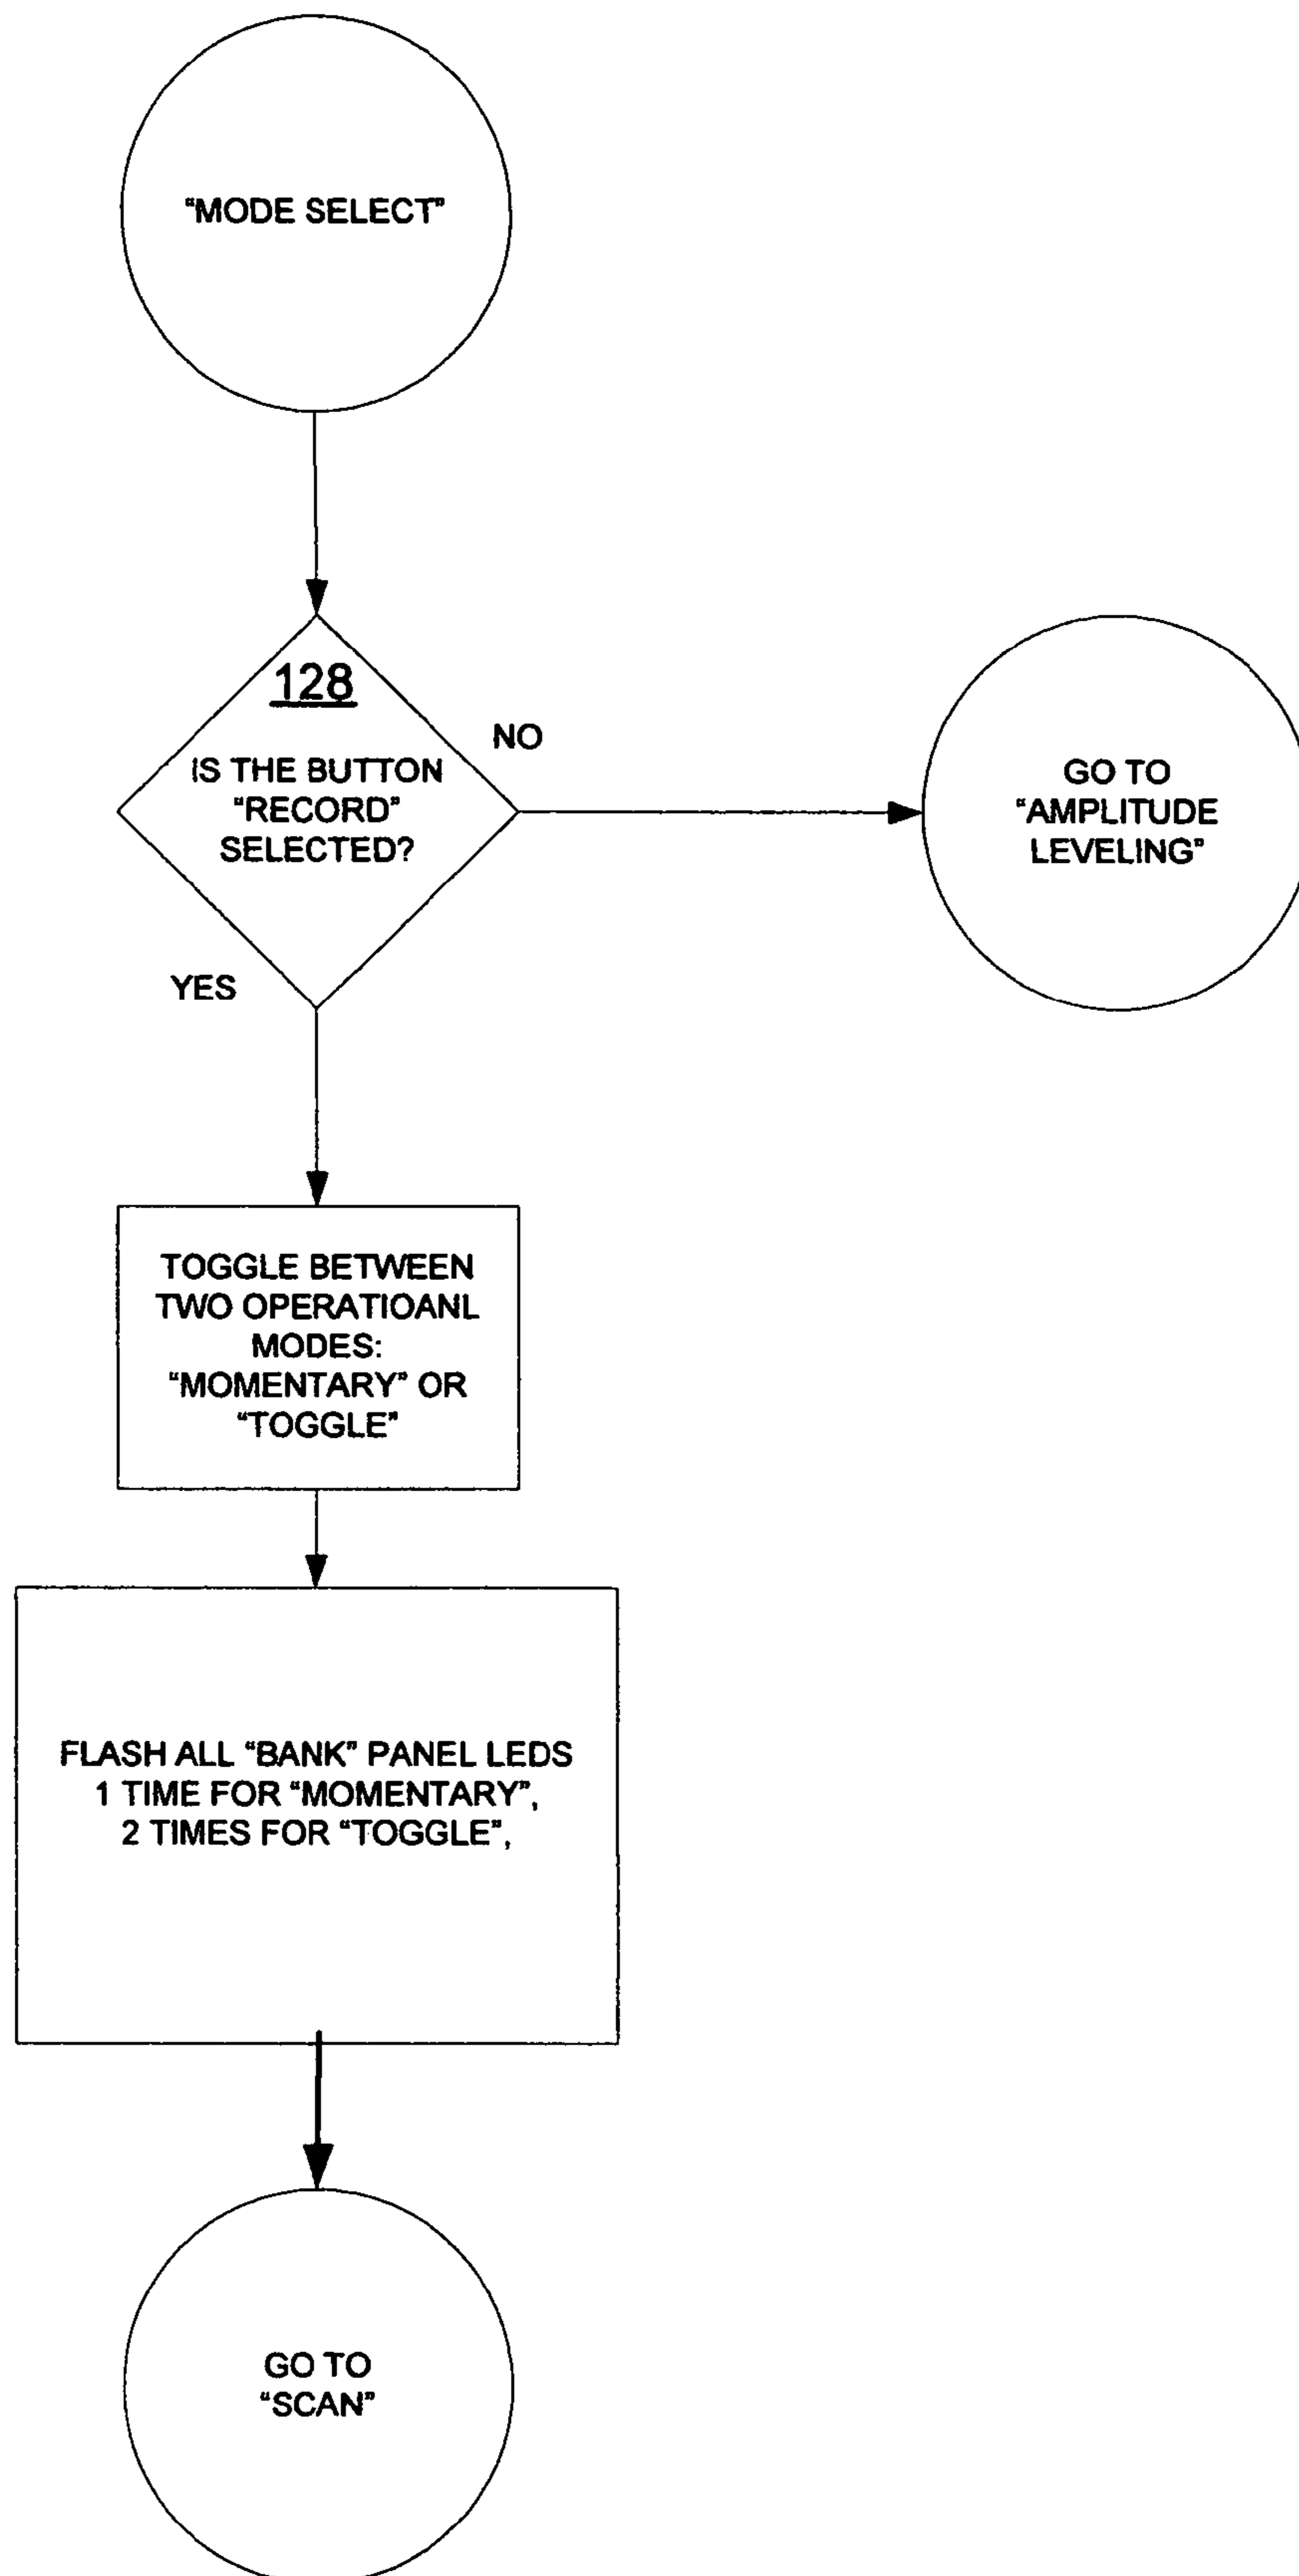 "MODE SELECT"
128
IS THE BUTTON
"RECORD"
SELECTED?
NO
GO TO
"AMPLITUDE
LEVELING"
YES
TOGGLE BETWEEN
TWO OPERATIOANL
MODES:
"MOMENTARY" OR
"TOGGLE"
FLASH ALL "BANK" PANEL LEDS
1 TIME FOR "MOMENTARY",
2 TIMES FOR "TOGGLE",
GO TO
"SCAN"